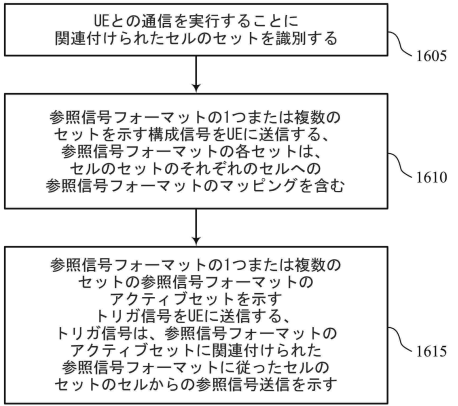 UEとの通信を実行することに
関連付けられたセルのセットを識別する
1605
参照信号フォーマットの1つまたは複数の
セットを示す構成信号をUEに送信する、
参照信号フォーマットの各セットは、
セルのセットのそれぞれのセルへの
参照信号フォーマットのマッピングを含む
1610
参照信号フォーマットの1つまたは複数の
セットの参照信号フォーマットの
アクティブセットを示す
トリガ信号をUEに送信する、
トリガ信号は、参照信号フォーマットの
アクティブセットに関連付けられた
参照信号フォーマットに従ったセルの
セットのセルからの参照信号送信を示す
1615